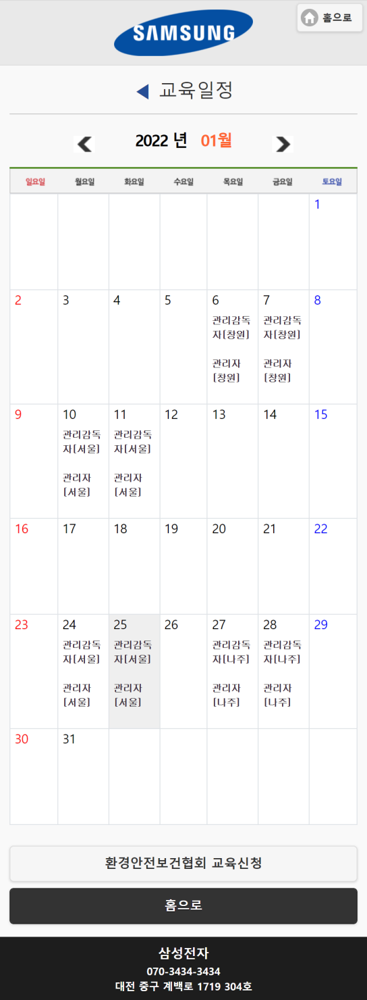 SAMSUNG
홈으로
교육일정
2022 년 01월
일요일 월요일 화요일 수요일 목요일 금요일 토요일
1
2 3 4 5 6 7 8
관리감독 관리감독
자[창원] 자[창원]
관리자 관리자
[창원] [창원]
9 10 11 12 13 14 15
관리감독 관리감독
자[서울] 자[서울]
관리자 관리자
[서울] [서울]
16 17 18 19 20 21 22
23 24 25 26 27 28 29
관리감독 관리감독 관리감독 관리감독
자[서울] 자[서울] 자[나주] 자[나주]
관리자 관리자 관리자 관리자
[서울] [서울] [나주] [나주]
30 31
환경안전보건협회 교육신청
홈으로
삼성전자
070-3434-3434
대전 중구 계백로 1719 304호